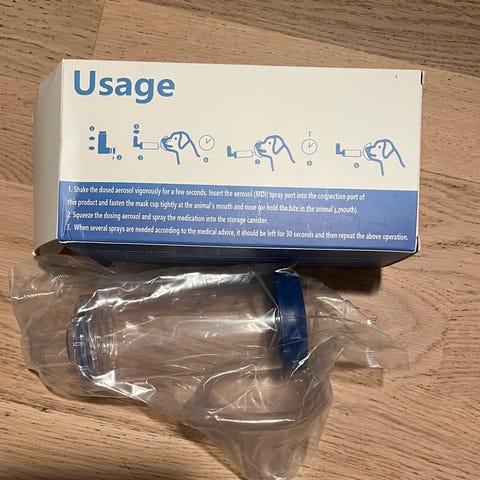 Usage
1. Shake the dosed aerosol vigorously for a few seconds. Insert the aerosol (MDI) spray port into the connection port of
this product and fasten the mask cup tightly at the animal's mouth and nose (or hold the bite in the animal's mouth).
2. Squeeze the dosing aerosol and spray the medication into the storage canister.
3. When several sprays are needed according to the medical advice, it should be left for 30 seconds and then repeat the above operation.